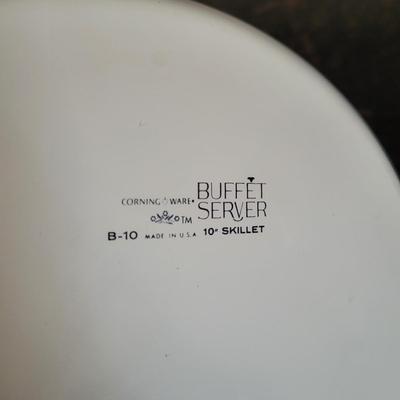 BUFFET
CORNING WARE®
SERVER
TM
B-10 MADE IN U.S.A 10" SKILLET